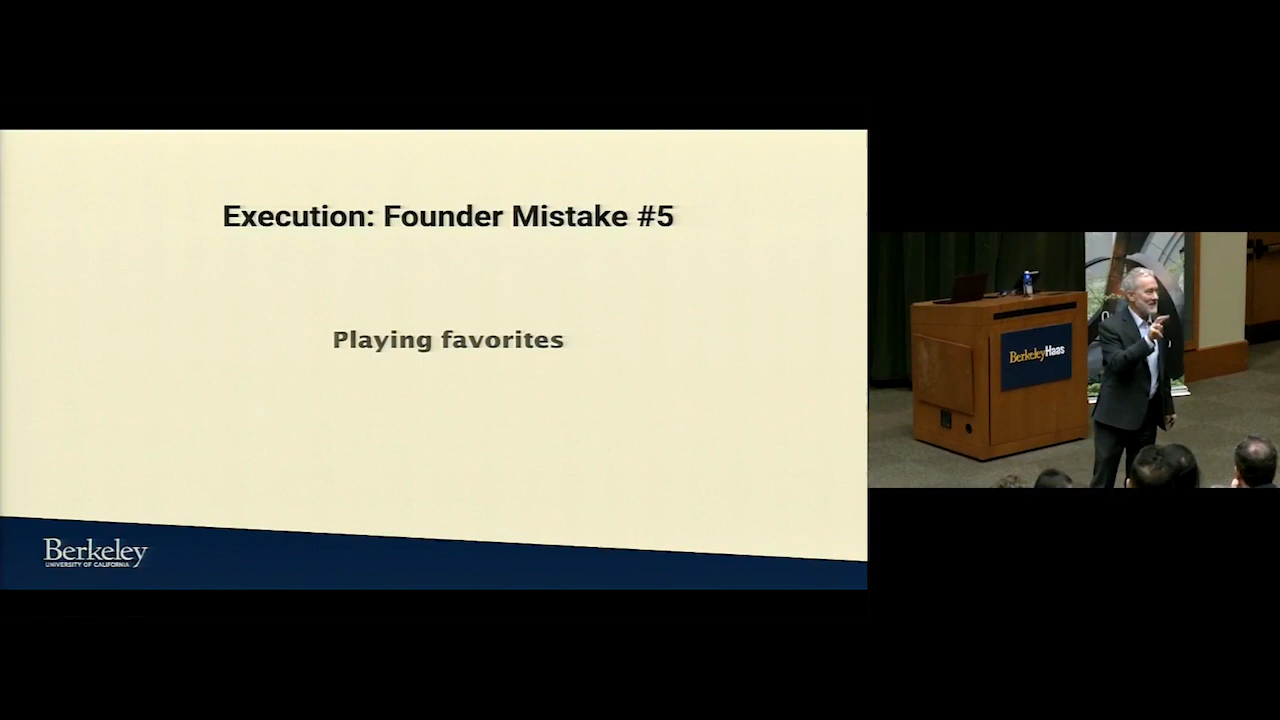 Execution: Founder Mistake #5
Playing favorites
Berkeley
UNIVERSITY OF CALIFORNIA
BerkeleyHaas